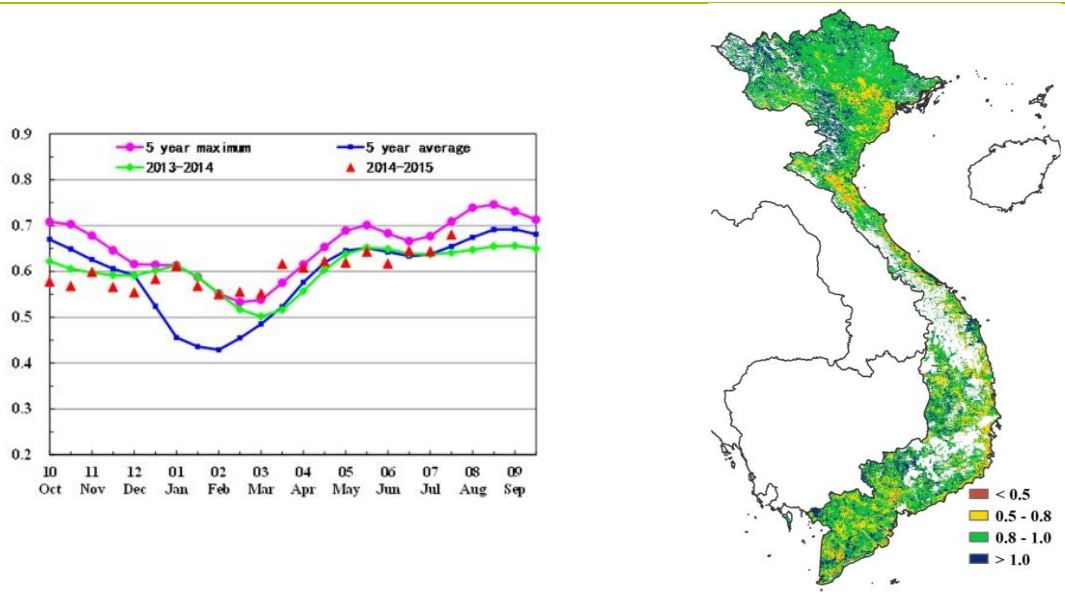 0.9
0.8
0.7
0.6
0.5
0.4
0.3
0.2
5 year maximum
5 year average
2013-2014
2014-2015
10 11 12 01 02 03 04 05 06 07 08 09
Oct Nov Dec Jan Feb Mar Apr May Jun Jul Aug Sep
< 0.5
0.5 - 0.8
0.8 - 1.0
> 1.0